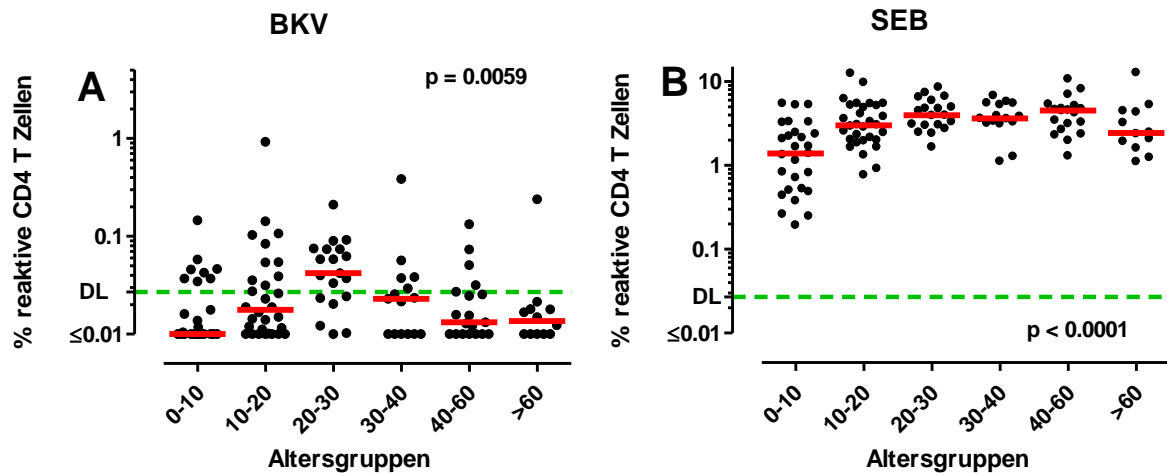 BKV
SEB
A
p = 0.0059
% reaktive CD4 T Zellen
1
0.1
DL
≤0.01
0-10
10-20
20-30
30-40
40-60
>60
Altersgruppen
B
% reaktive CD4 T Zellen
10
1
0.1
DL
≤0.01
p < 0.0001
0-10
10-20
20-30
30-40
40-60
>60
Altersgruppen